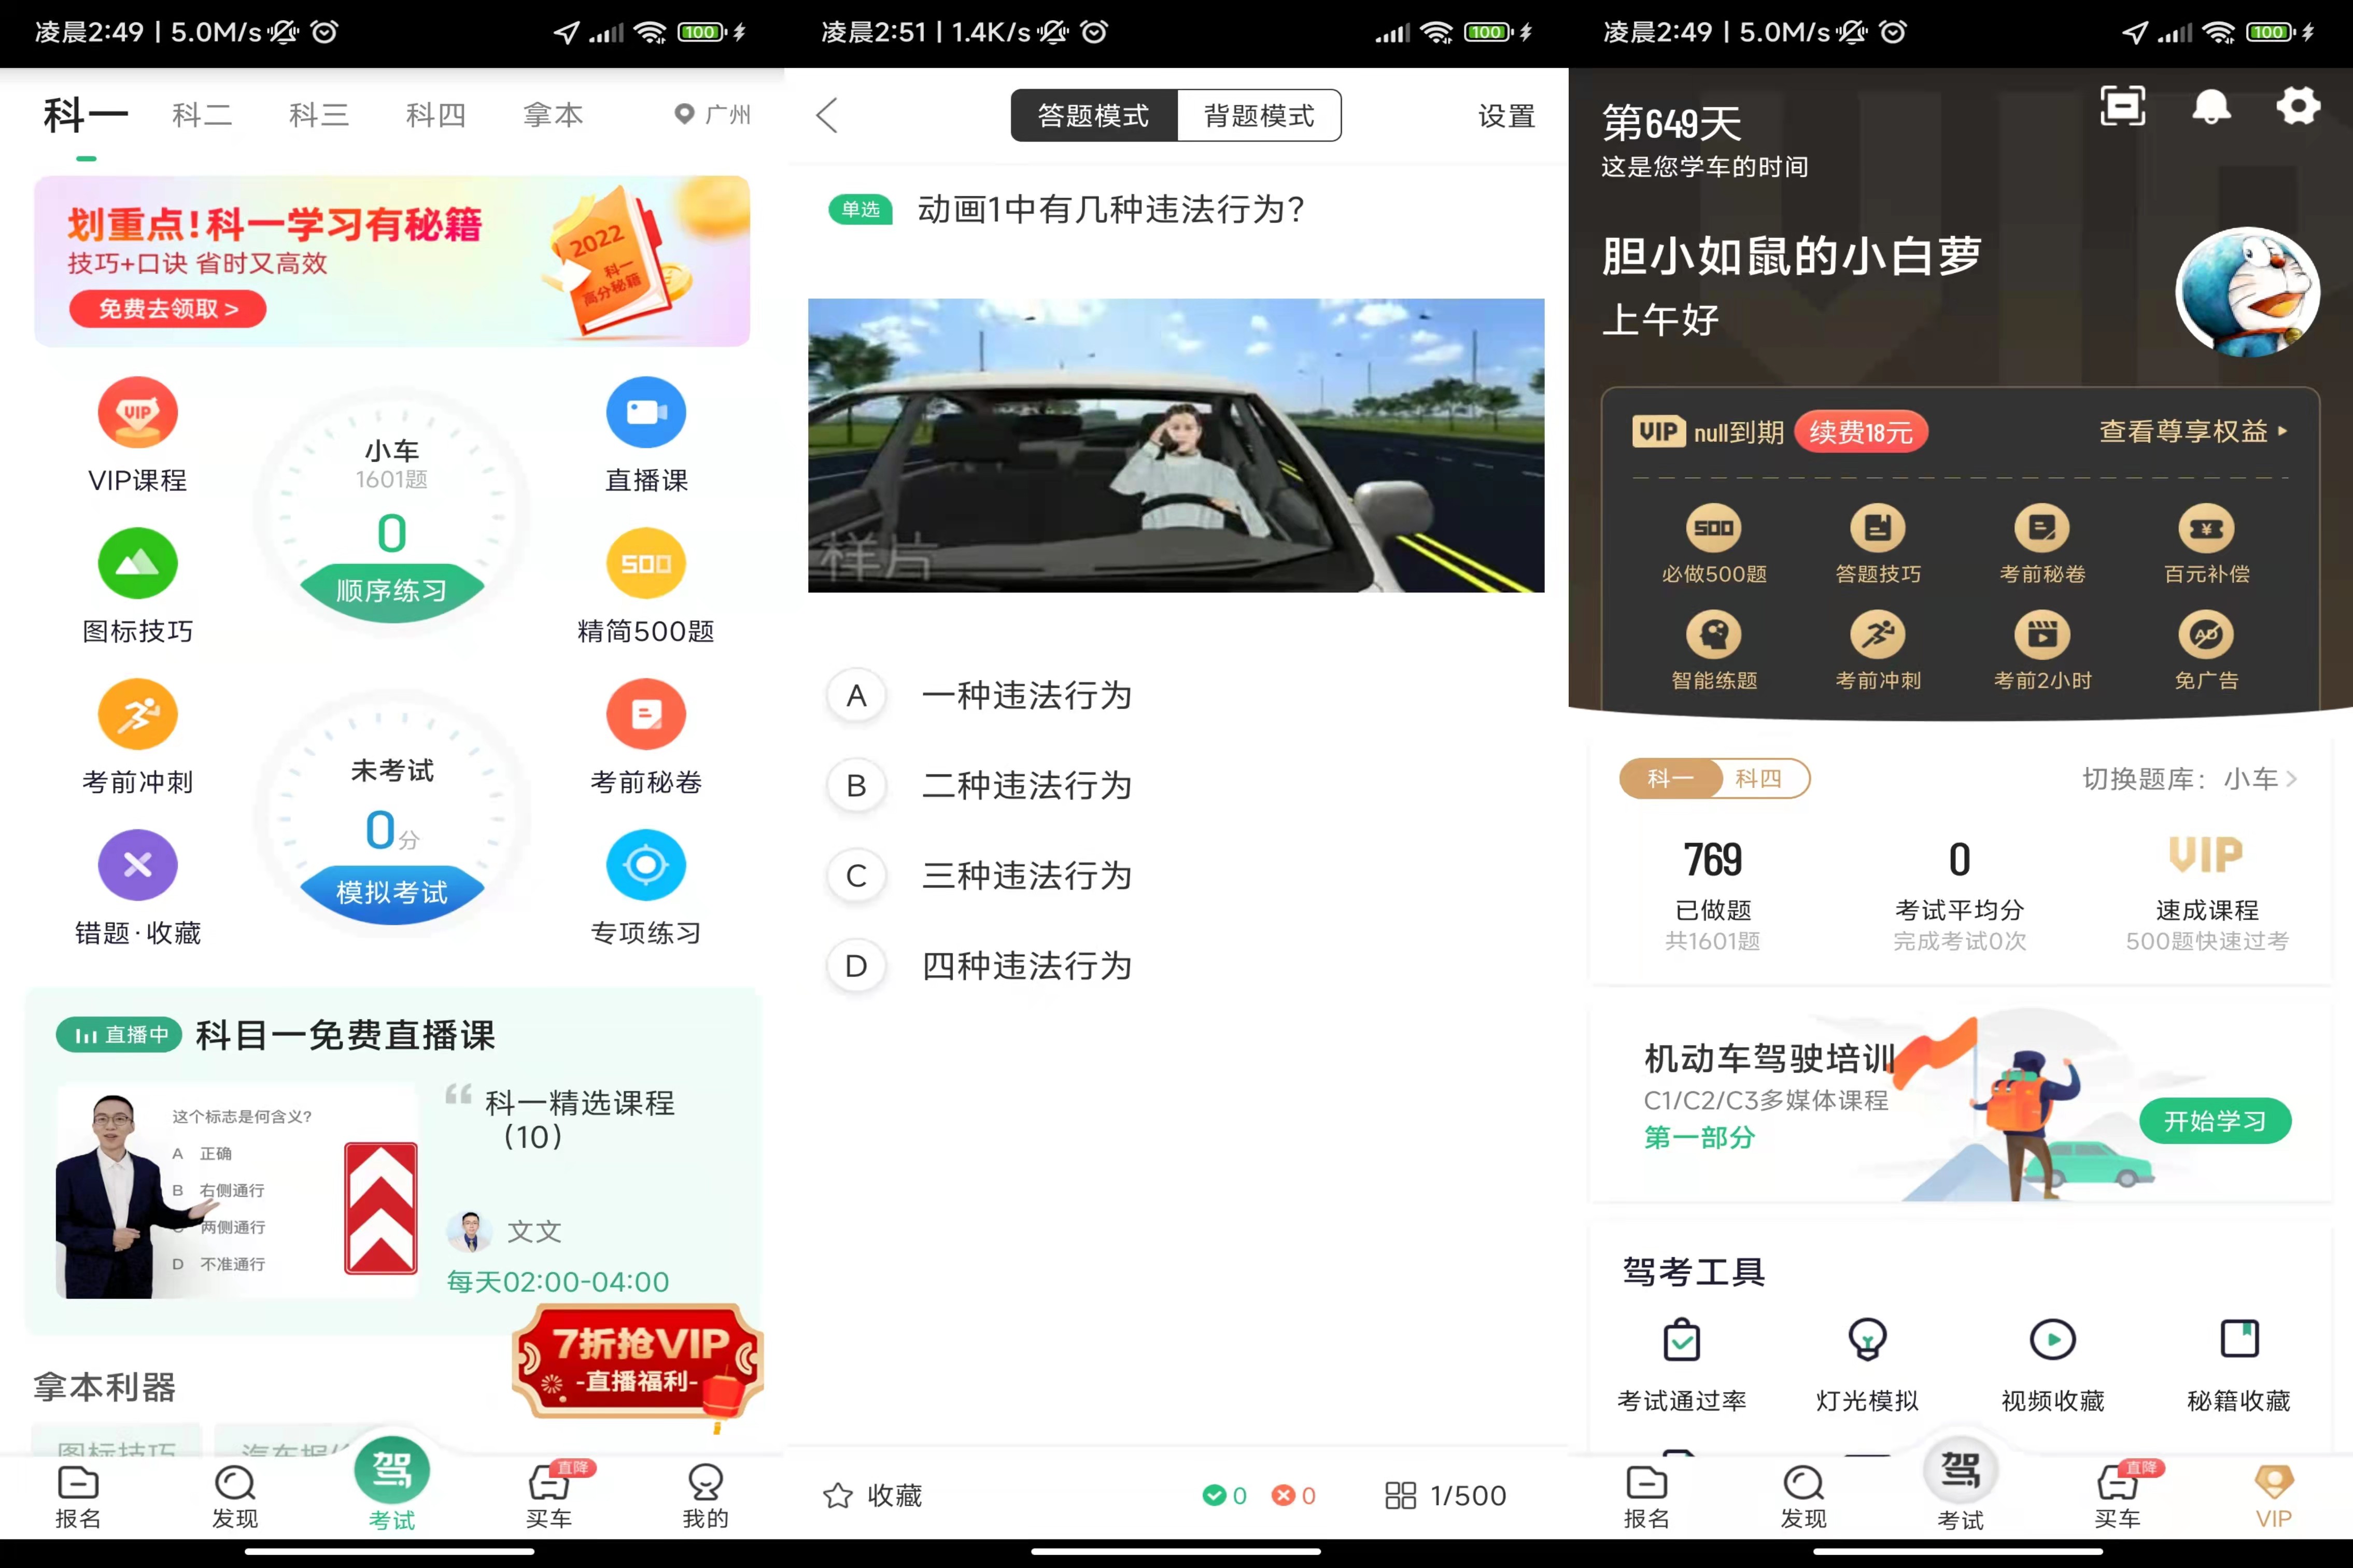 凌晨2:49 | 5.0M/s
100
科一 科二 科三 科四 拿本 广州
划重点!科一学习有秘籍
技巧+口诀 省时又高效
免费去领取 >
2022
科一
高分秘籍
VIP
VIP课程
小车
1601题
0
顺序练习
直播课
图标技巧
500
精简500题
考前冲刺
未考试
0分
模拟考试
考前秘卷
错题·收藏
专项练习
直播中 科目一免费直播课
这个标志是何含义?
A 正确
B 右侧通行
两侧通行
D 不准通行
科一精选课程
(10)
文文
每天02:00-04:00
7折抢VIP
-直播福利-
拿本利器
图标技巧
驾
直降
报名 发现 考试 买车 我的
凌晨2:51 | 1.4K/s
100
答题模式 背题模式 设置
单选 动画1中有几种违法行为?
样片
A 一种违法行为
B 二种违法行为
C 三种违法行为
D 四种违法行为
收藏 0 0 1/500
凌晨2:49 | 5.0M/s
100
第649天
这是您学车的时间
胆小如鼠的小白萝
上午好
VIP null到期 续费18元 查看尊享权益
500
必做500题 答题技巧 考前秘卷 百元补偿
AD
智能练题 考前冲刺 考前2小时 免广告
科一 科四 切换题库：小车
769 0 VIP
已做题 考试平均分 速成课程
共1601题 完成考试0次 500题快速过考
机动车驾驶培训
C1/C2/C3多媒体课程
第一部分
开始学习
驾考工具
考试通过率 灯光模拟 视频收藏 秘籍收藏
驾
直降
报名 发现 考试 买车 VIP